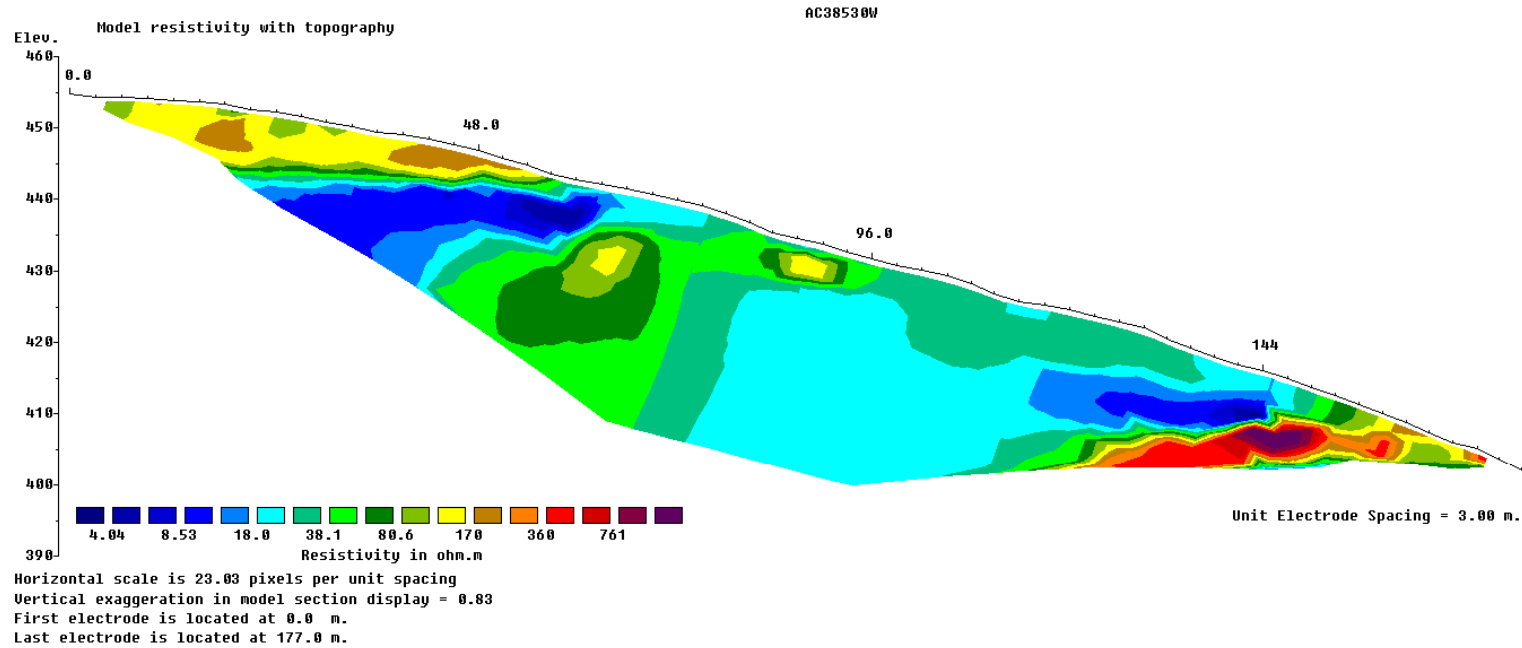 AC38530W
Model resistivity with topography
Elev.
460
0.0
450
48.0
440
96.0
430
420
144
410
400
Unit Electrode Spacing = 3.00 m.
4.04 8.53 18.0 38.1 80.6 170 360 761
390
Resistivity in ohm.m
Horizontal scale is 23.03 pixels per unit spacing
Vertical exaggeration in model section display = 0.83
First electrode is located at 0.0 m.
Last electrode is located at 177.0 m.